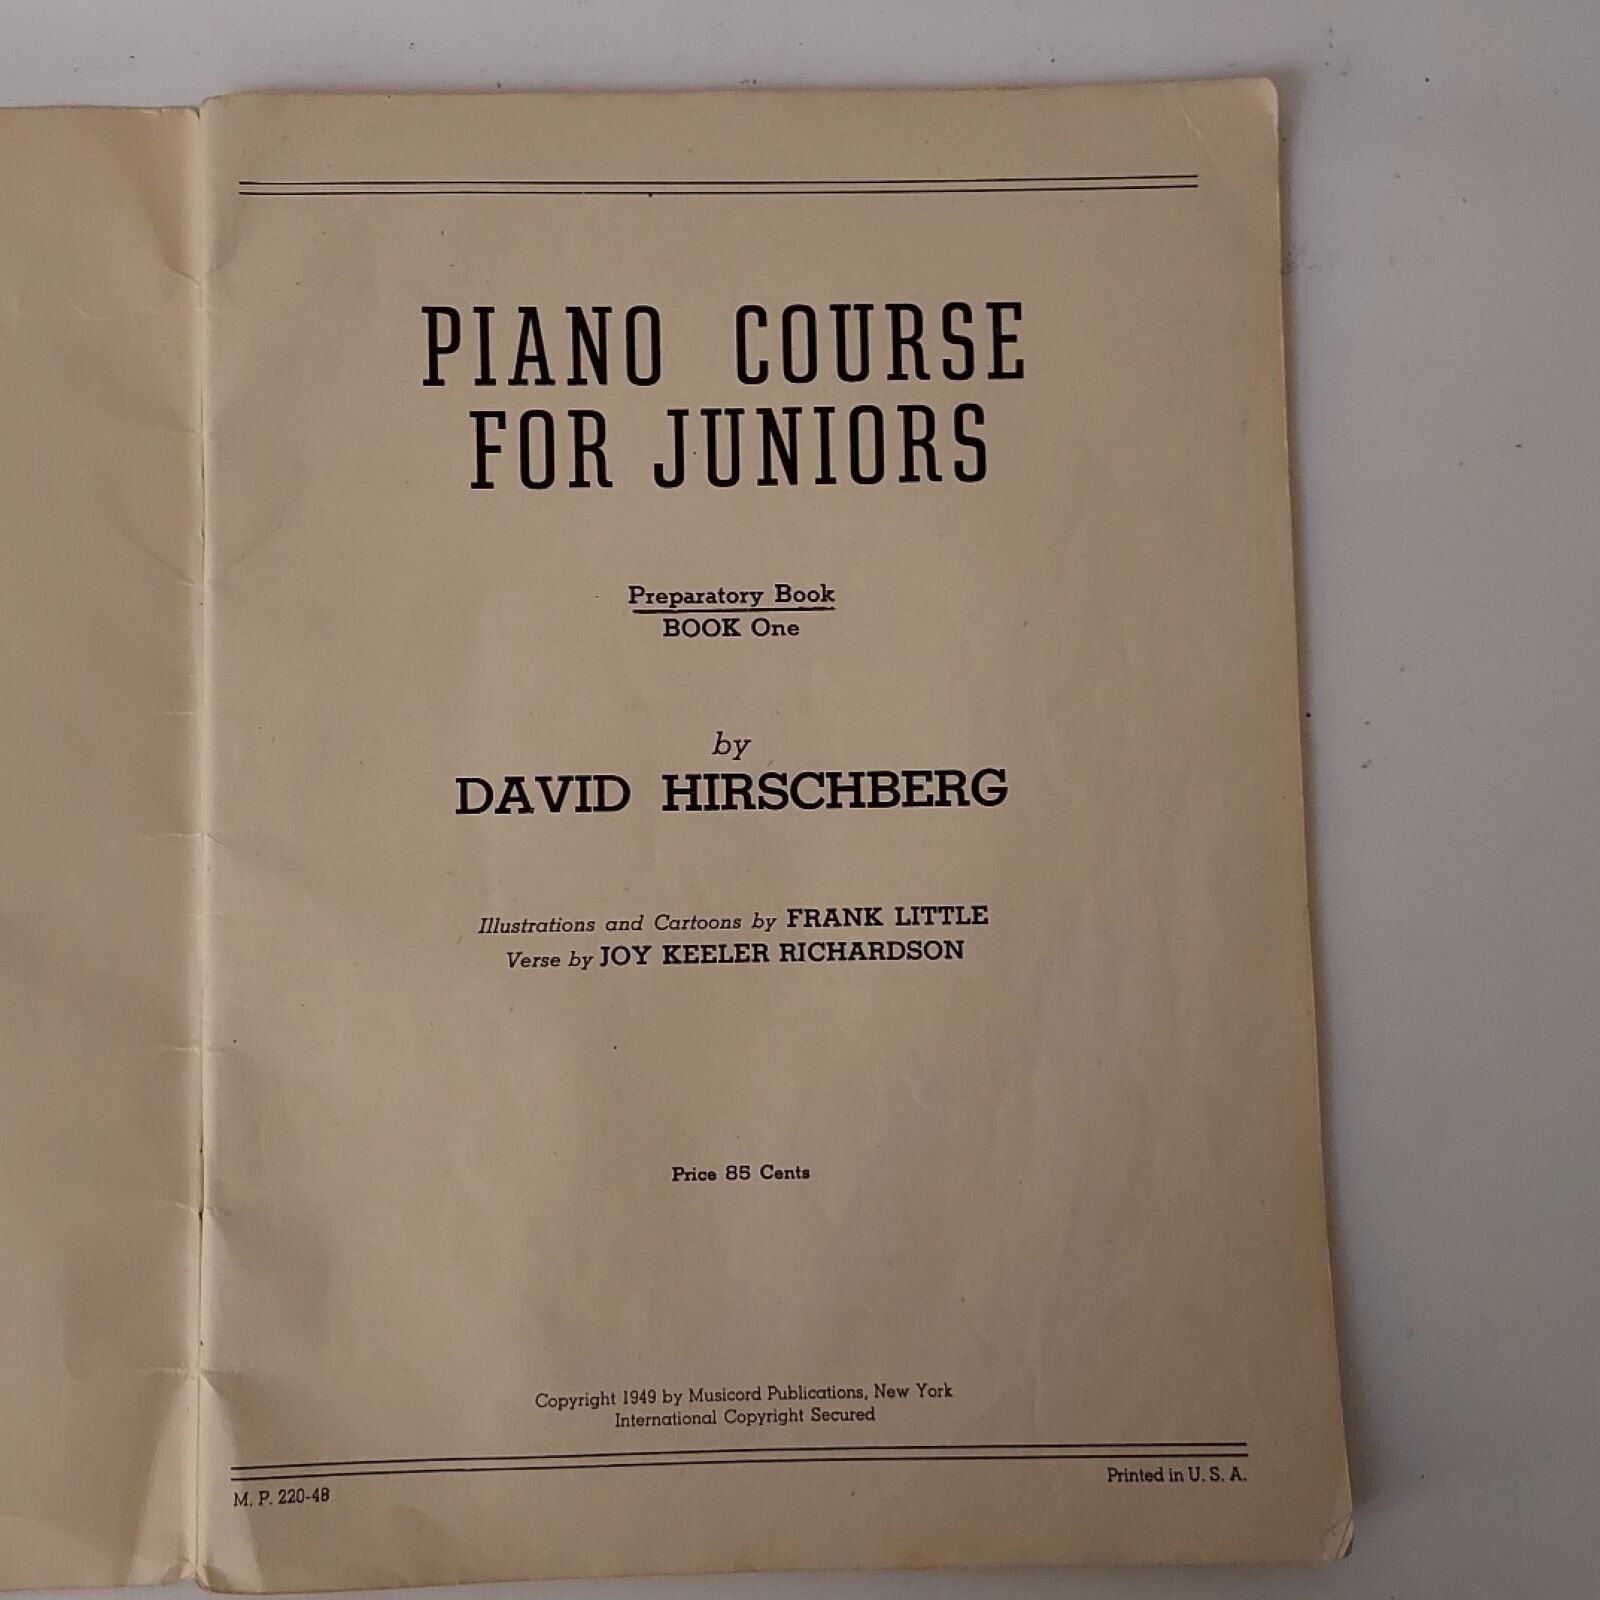 PIANO COURSE
FOR JUNIORS
Preparatory Book
BOOK One
by
DAVID HIRSCHBERG
Illustrations and Cartoons by FRANK LITTLE
Verse by JOY KEELER RICHARDSON
Price 85 Cents
Copyright 1949 by Musicord Publications, New York
International Copyright Secured
M. P. 220-48
Printed in U. S. A.